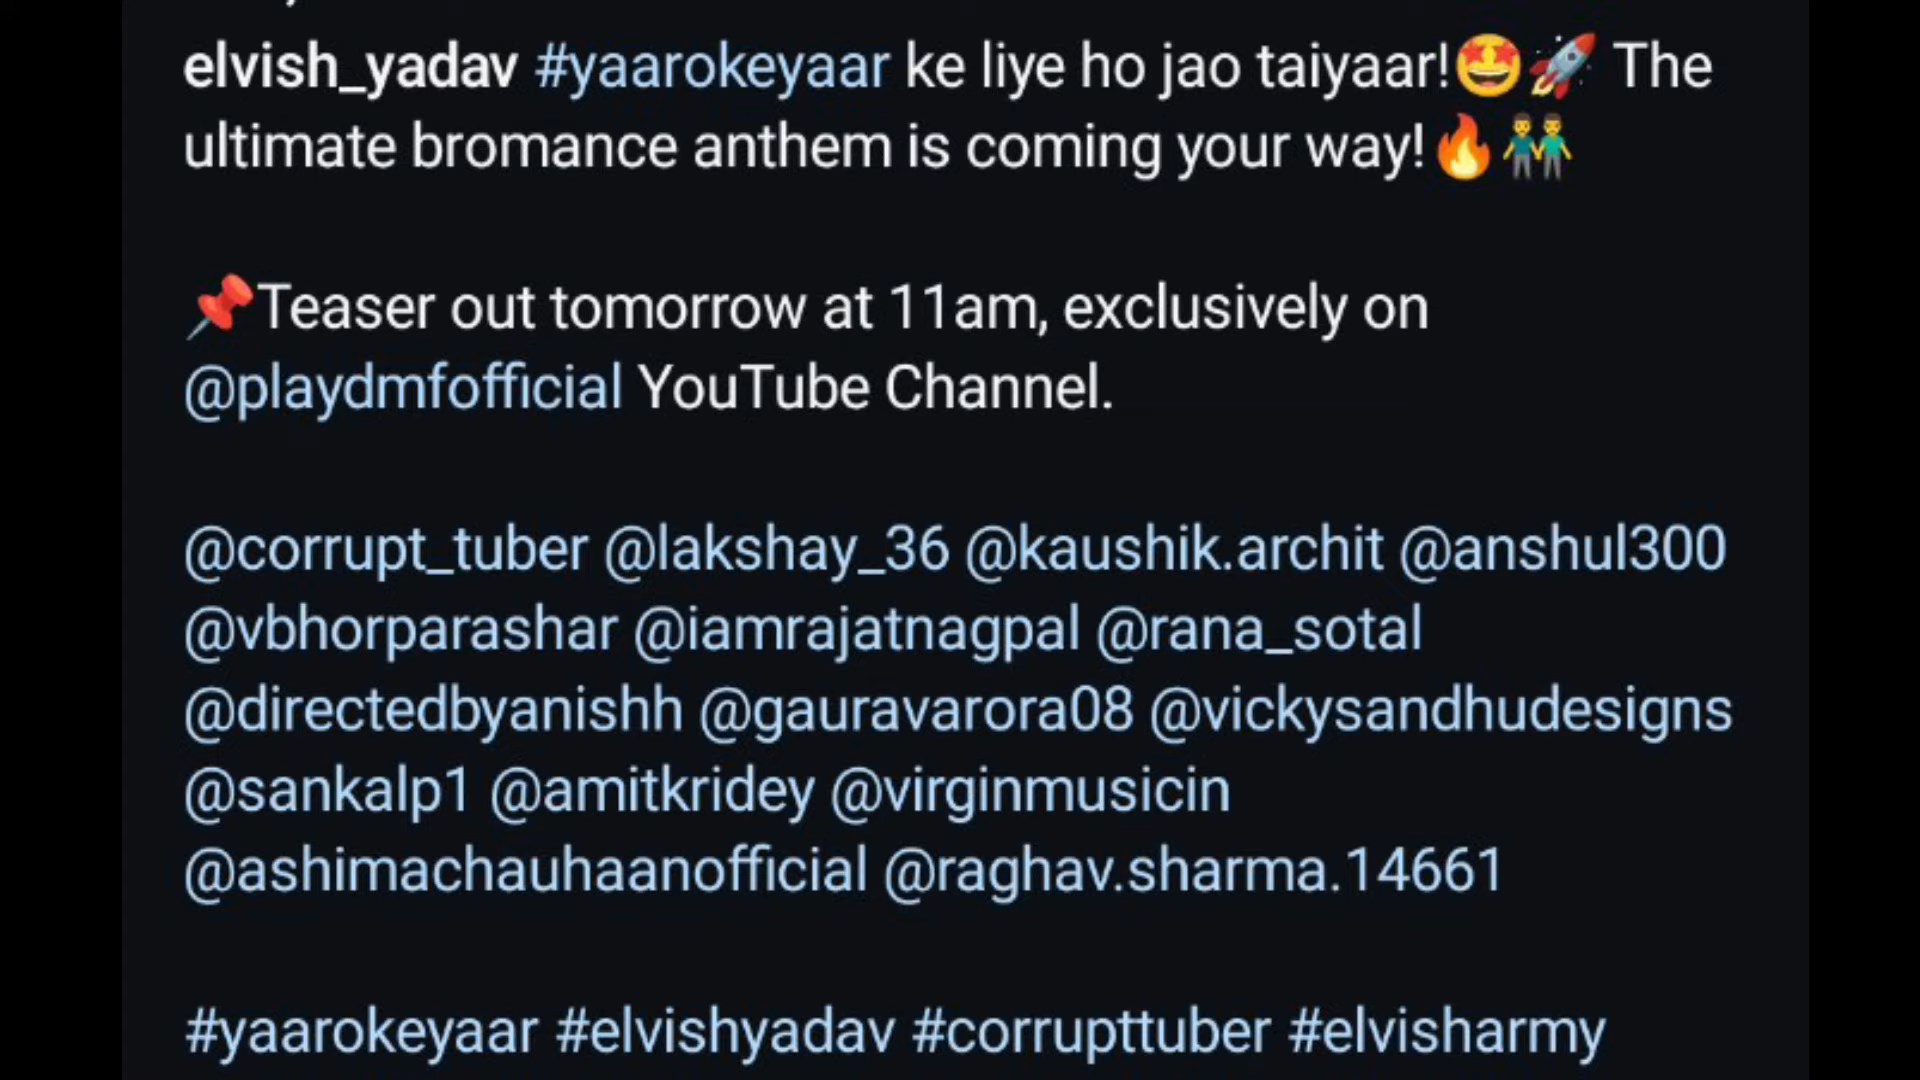 elvish_yadav #yaarokeyaar ke liye ho jao taiyaar!🤩🚀 The
ultimate bromance anthem is coming your way!🔥👬
📌Teaser out tomorrow at 11am, exclusively on
@playdmfofficial YouTube Channel.
@corrupt_tuber @lakshay_36 @kaushik.archit @anshul300
@vbhorparashar @iamrajatnagpal @rana_sotal
@directedbyanishh @gauravarora08 @vickysandhudesigns
@sankalp1 @amitkridey @virginmusicin
@ashimachauhaanofficial @raghav.sharma.14661
#yaarokeyaar #elvishyadav #corrupttuber #elvisharmy